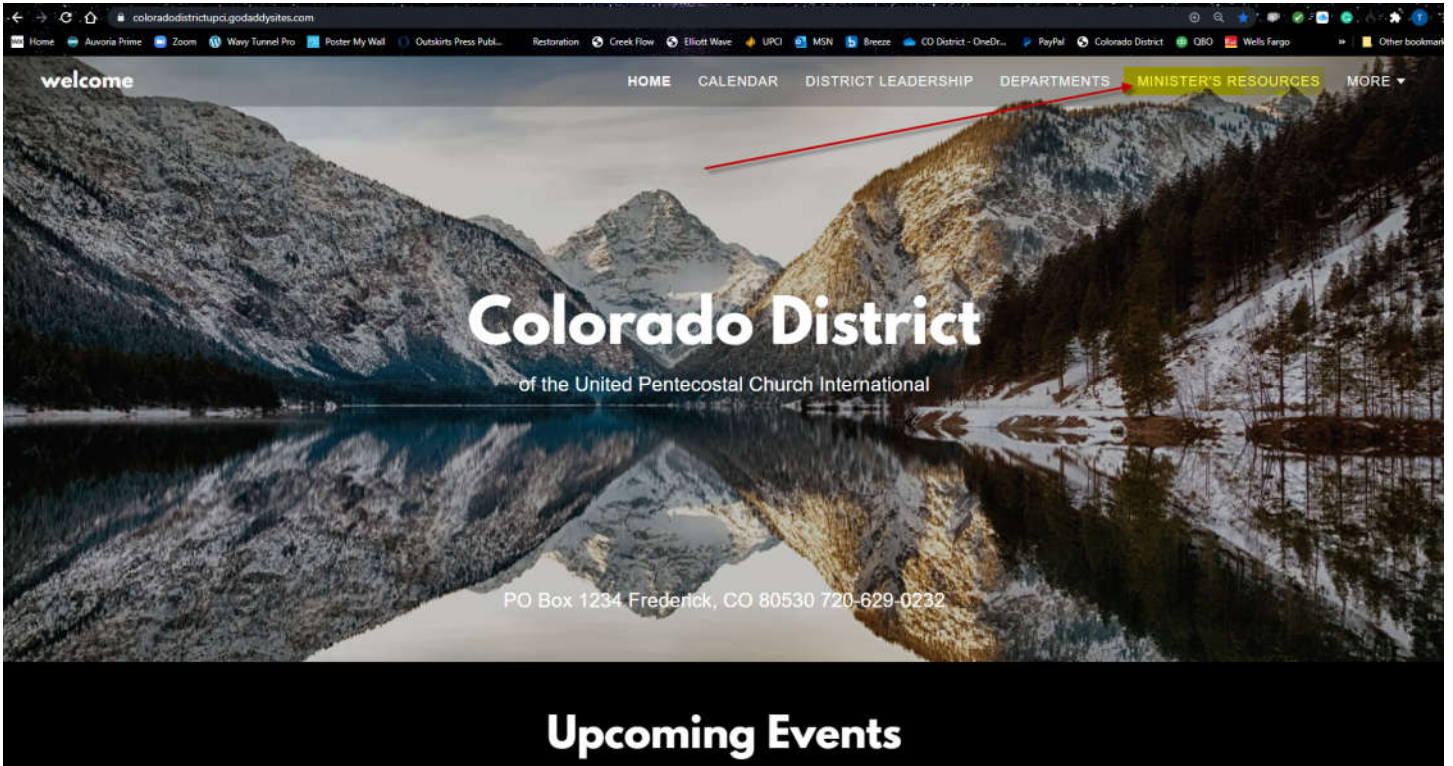 coloradodistrictupci.godaddysites.com
Home Auvoria Prime Zoom Wavy Tunnel Pro Poster My Wall Outskirts Press Publ... Restoration Creek Flow Elliott Wave UPCI MSN Breeze CO District - OneDr... PayPal Colorado District QBO Wells Fargo » Other bookmark
welcome HOME CALENDAR DISTRICT LEADERSHIP DEPARTMENTS MINISTER'S RESOURCES MORE
Colorado District
of the United Pentecostal Church International
PO Box 1234 Frederick, CO 80530 720-629-0232
Upcoming Events